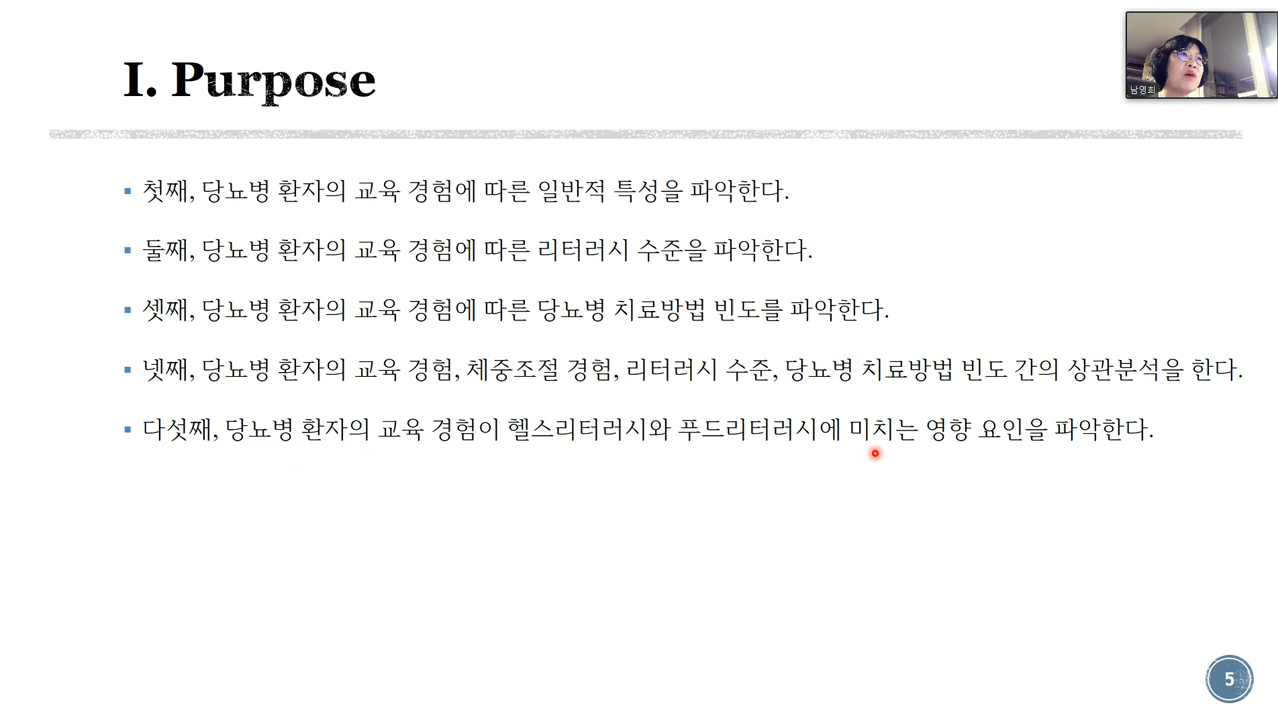 I. Purpose
남영희
첫째, 당뇨병 환자의 교육 경험에 따른 일반적 특성을 파악한다.
둘째, 당뇨병 환자의 교육 경험에 따른 리터러시 수준을 파악한다.
셋째, 당뇨병 환자의 교육 경험에 따른 당뇨병 치료방법 빈도를 파악한다.
넷째, 당뇨병 환자의 교육 경험, 체중조절 경험, 리터러시 수준, 당뇨병 치료방법 빈도 간의 상관분석을 한다.
다섯째, 당뇨병 환자의 교육 경험이 헬스리터러시와 푸드리터러시에 미치는 영향 요인을 파악한다.
5